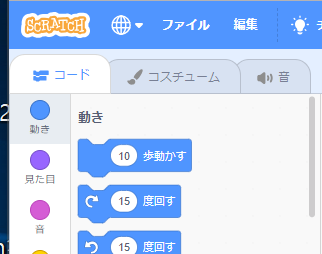 SCRATCH ファイル 編集
コード コスチューム 音
動き
動き
10 歩動かす
見た目
15 度回す
音
15 度回す